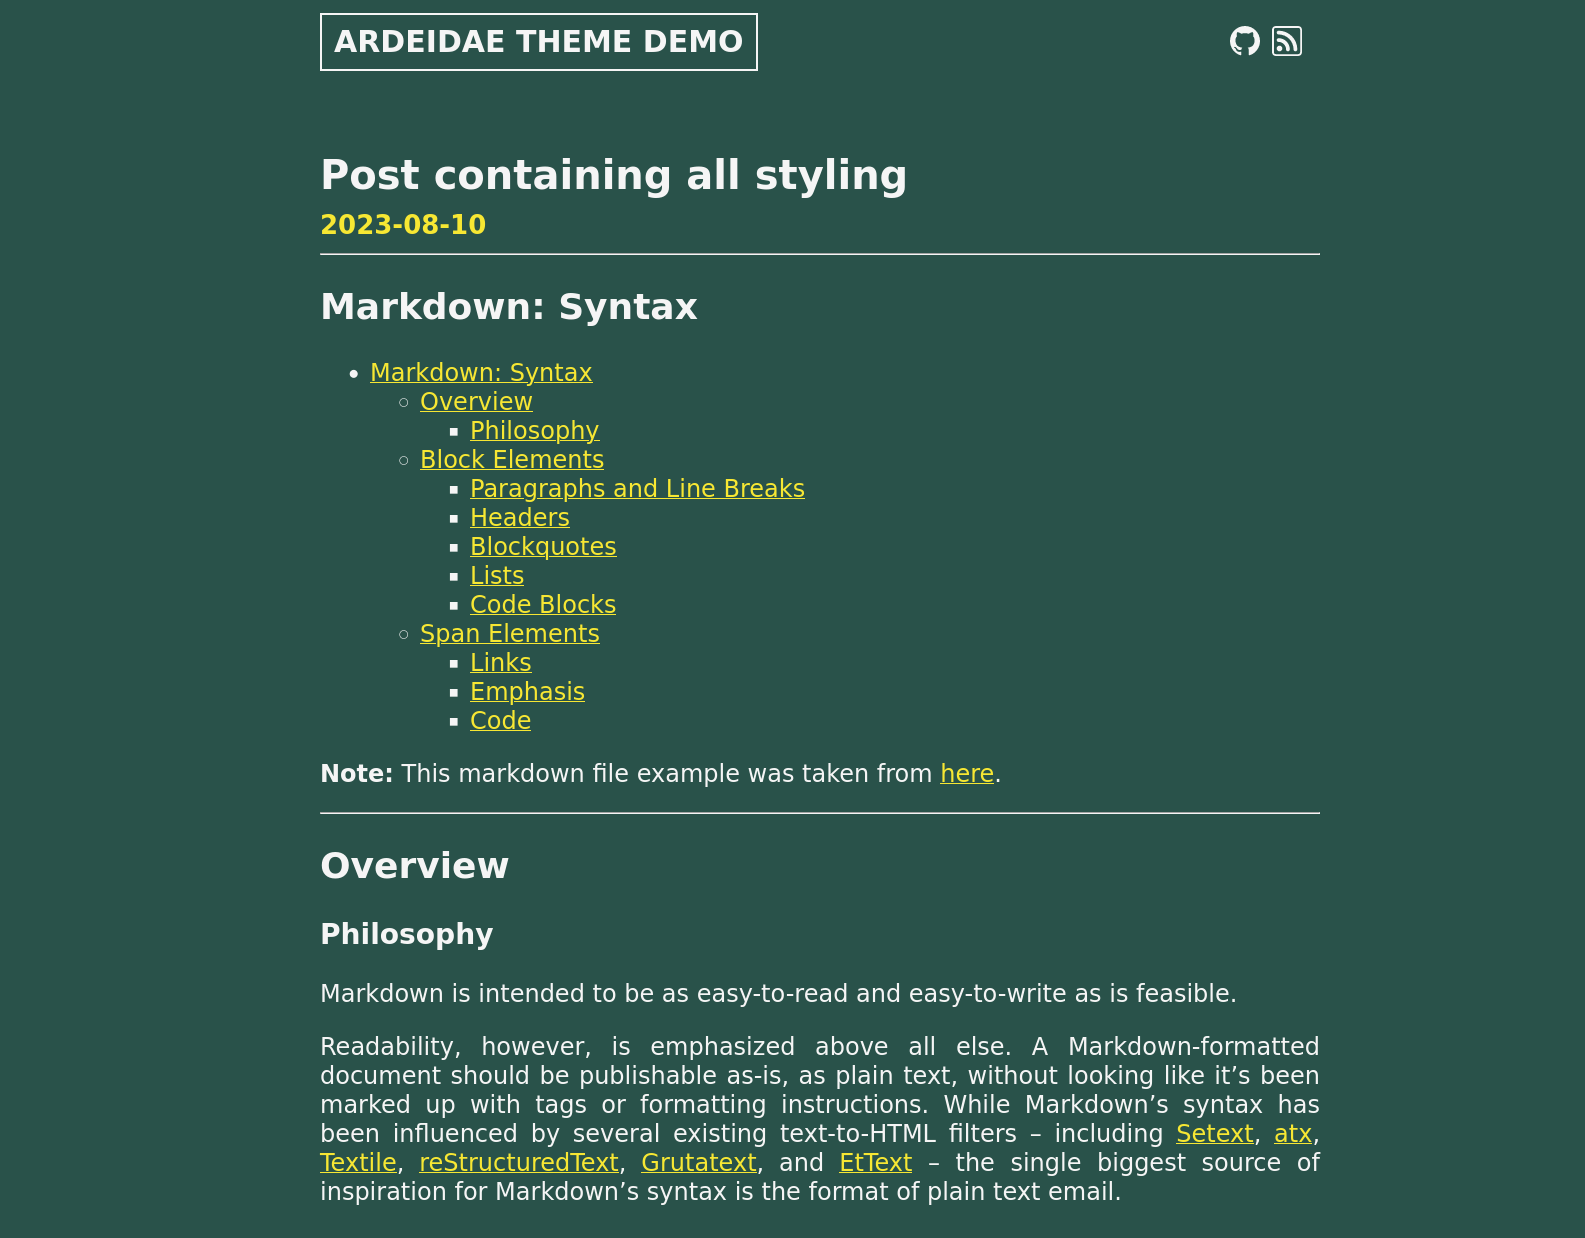 ARDEIDAE THEME DEMO
Post containing all styling
2023-08-10
Markdown: Syntax
Markdown: Syntax
Overview
Philosophy
Block Elements
Paragraphs and Line Breaks
Headers
Blockquotes
Lists
Code Blocks
Span Elements
Links
Emphasis
Code
Note: This markdown file example was taken from here.
Overview
Philosophy
Markdown is intended to be as easy-to-read and easy-to-write as is feasible.
Readability, however, is emphasized above all else. A Markdown-formatted
document should be publishable as-is, as plain text, without looking like it’s been
marked up with tags or formatting instructions. While Markdown’s syntax has
been influenced by several existing text-to-HTML filters – including Setext, atx,
Textile, reStructuredText, Grutatext, and EtText – the single biggest source of
inspiration for Markdown’s syntax is the format of plain text email.